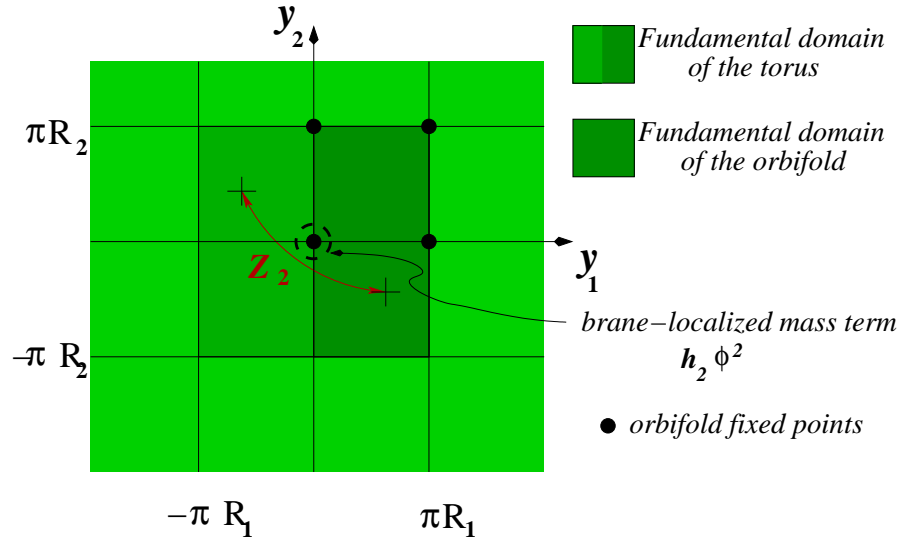 y₂
Fundamental domain
of the torus
πR₂
Fundamental domain
of the orbifold
Z₂
y₁
brane−localized mass term
h₂ ϕ²
−π R₂
orbifold fixed points
−π R₁
πR₁